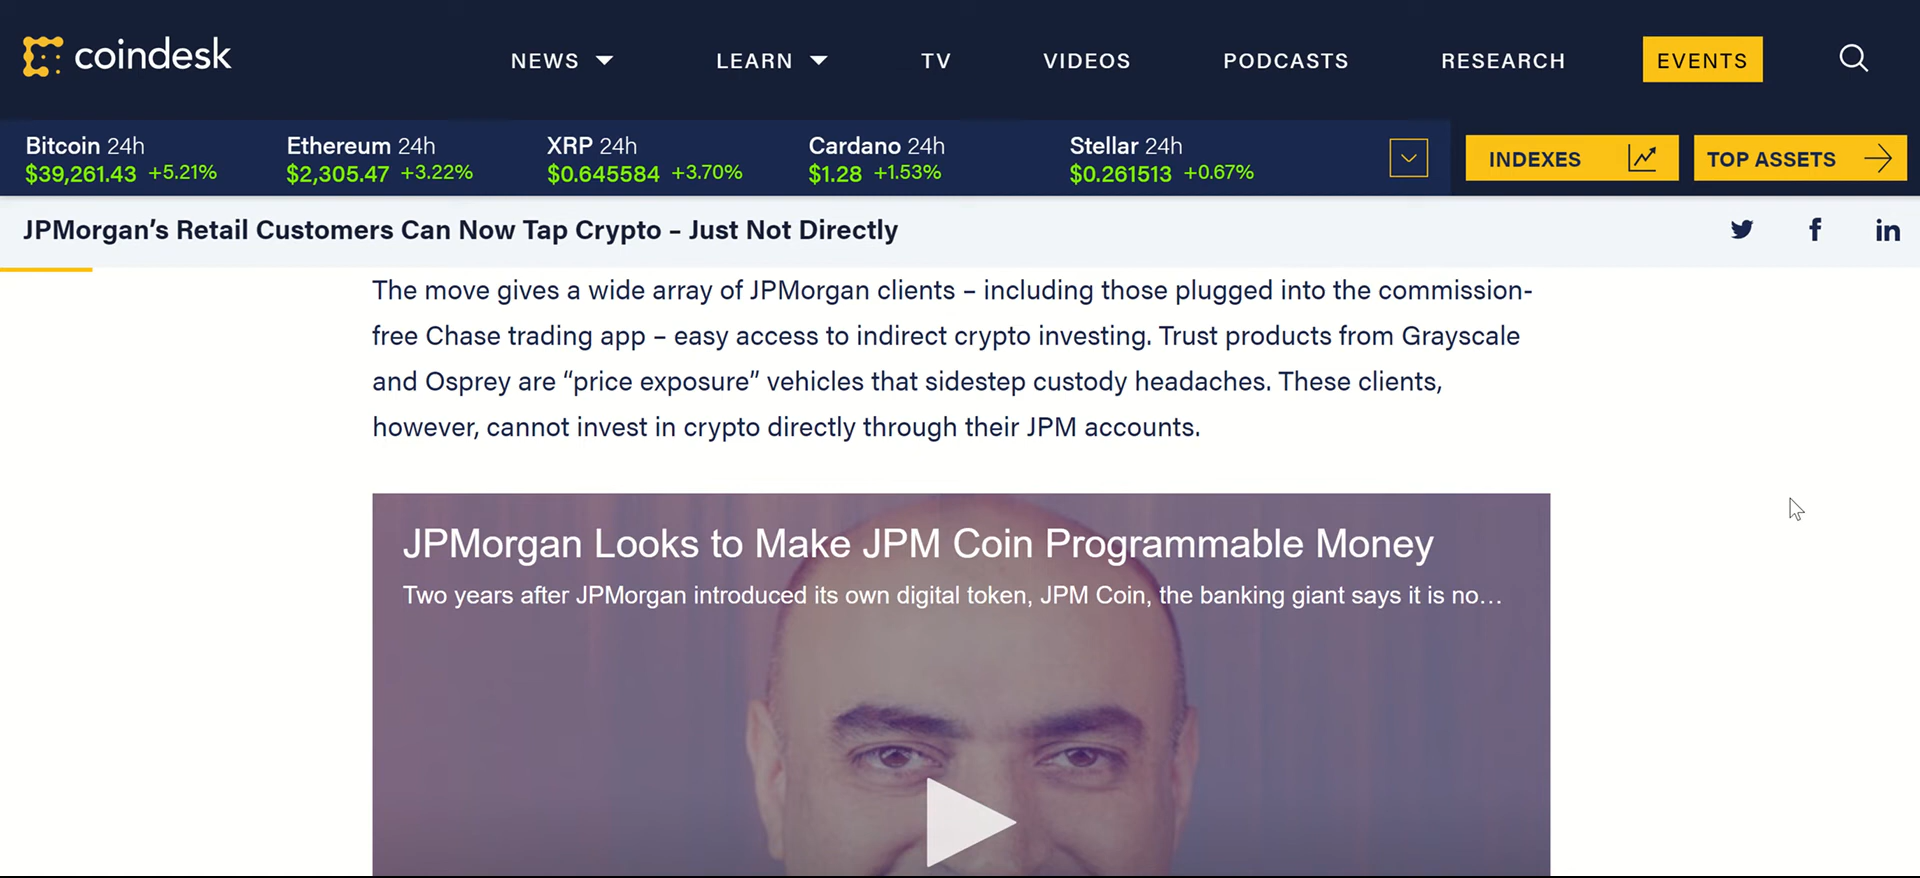 coindesk
NEWS LEARN TV VIDEOS PODCASTS RESEARCH EVENTS
Bitcoin 24h Ethereum 24h XRP 24h Cardano 24h Stellar 24h
$39,261.43 +5.21% $2,305.47 +3.22% $0.645584 +3.70% $1.28 +1.53% $0.261513 +0.67%
INDEXES TOP ASSETS
JPMorgan’s Retail Customers Can Now Tap Crypto – Just Not Directly
The move gives a wide array of JPMorgan clients – including those plugged into the commission-
free Chase trading app – easy access to indirect crypto investing. Trust products from Grayscale
and Osprey are “price exposure” vehicles that sidestep custody headaches. These clients,
however, cannot invest in crypto directly through their JPM accounts.
JPMorgan Looks to Make JPM Coin Programmable Money
Two years after JPMorgan introduced its own digital token, JPM Coin, the banking giant says it is no…